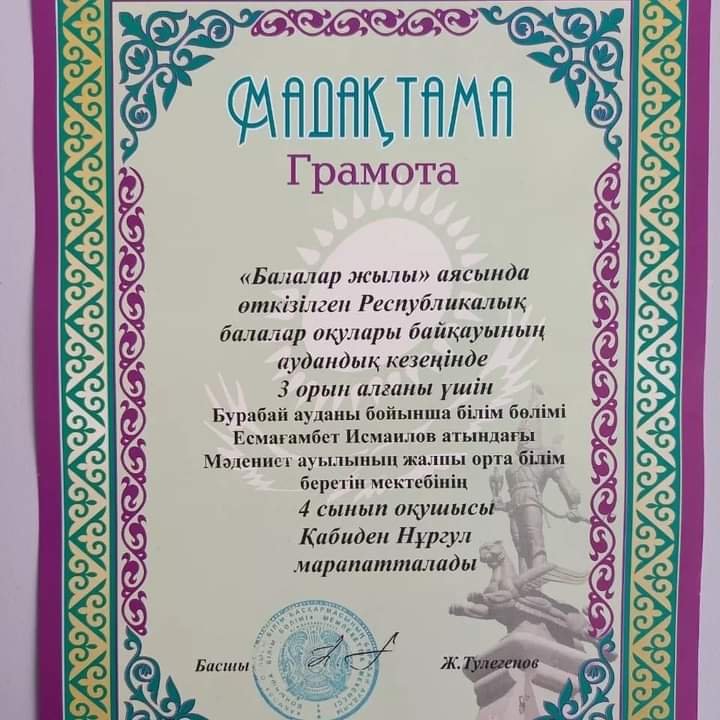 МАДАҚТАМА
Грамота
«Балалар жылы» аясында
өткізілген Республикалық
балалар оқулары байқауының
аудандық кезеңінде
3 орын алғаны үшін
Бурабай ауданы бойынша білім бөлімі
Есмағамбет Исмаилов атындағы
Мәденист ауылының жалпы орта білім
беретін мектебінің
4 сынып оқушысы
Қабиден Нұргул
марапатталады
Басшы
Ж.Тулегенов